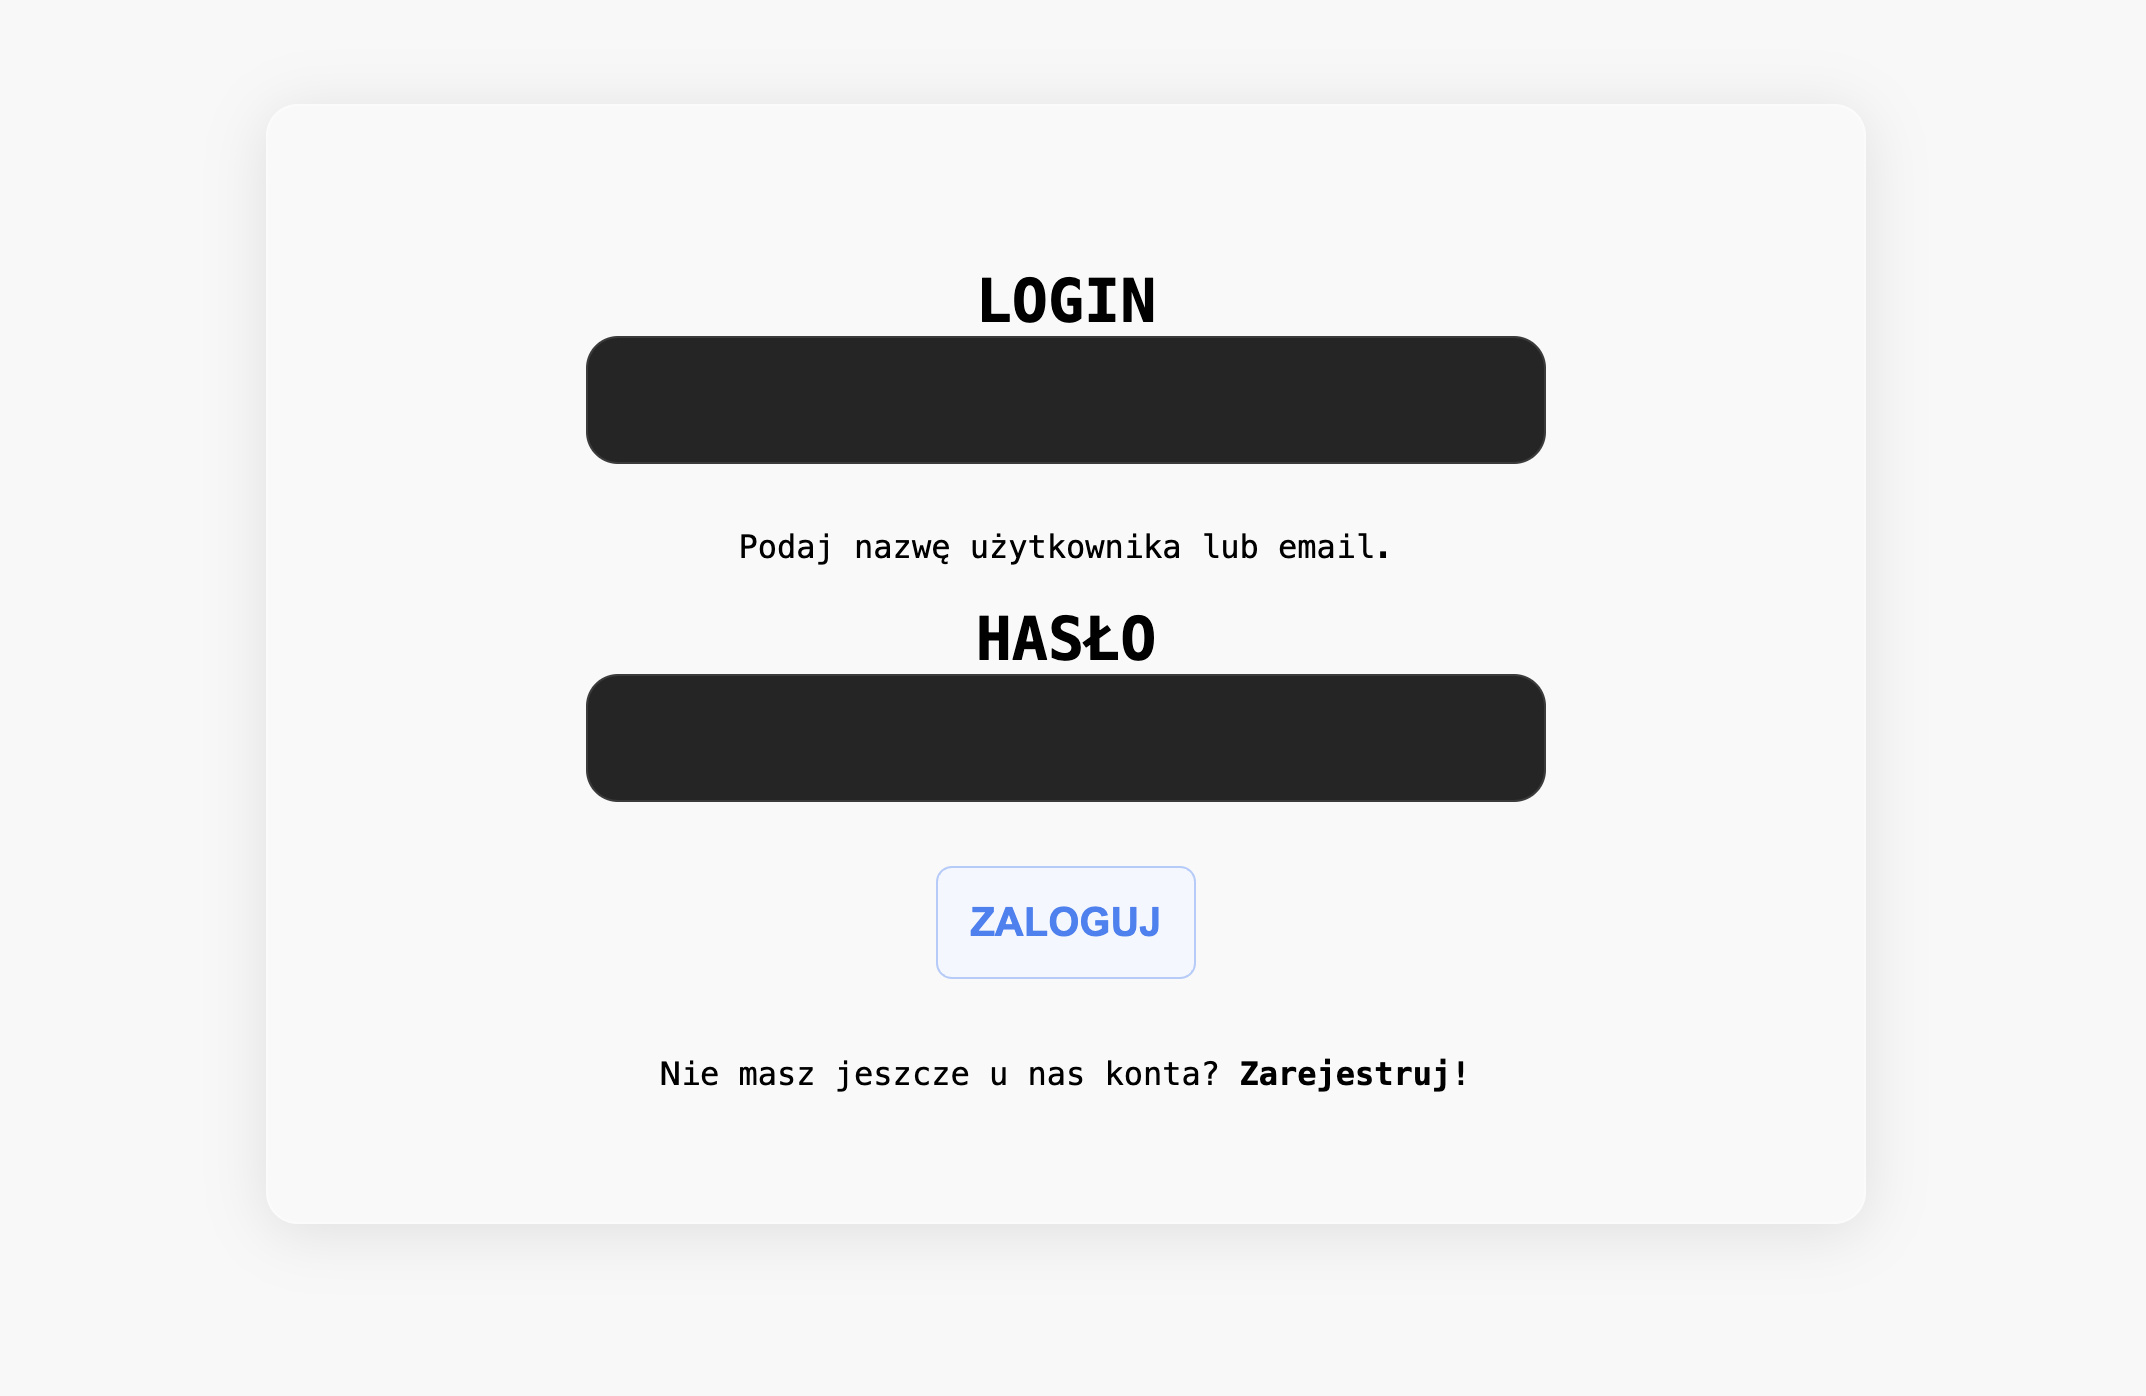 LOGIN
Podaj nazwę użytkownika lub email.
HASŁO
ZALOGUJ
Nie masz jeszcze u nas konta? Zarejestruj!